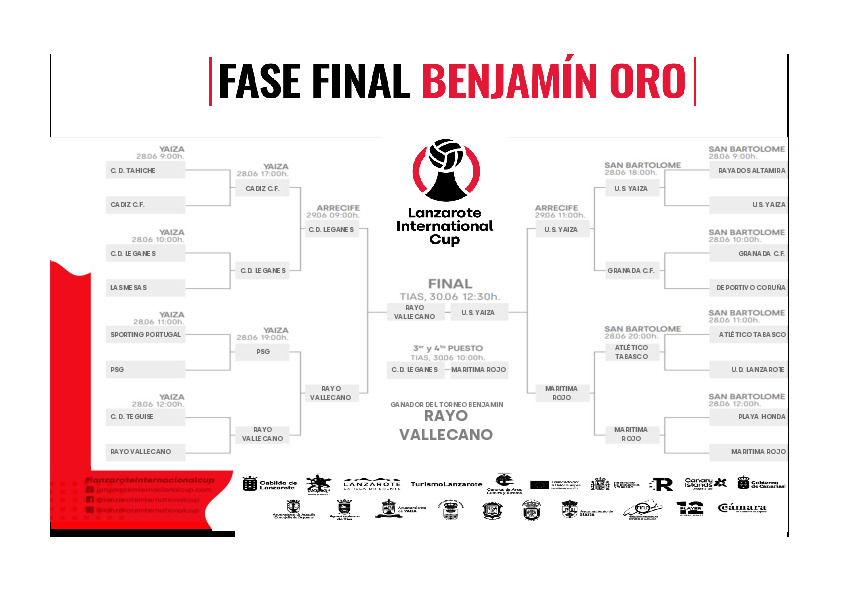 FASE FINAL BENJAMÍN ORO
YAIZA
28.06 9:00h.
C. D. TAHICHE
CADIZ C.F.
YAIZA
28.06 17:00h.
CADIZ C.F.
YAIZA
28.06 10:00h.
C.D. LEGANES
LAS MESAS
C.D. LEGANES
ARRECIFE
29.06 09:00h.
C.D. LEGANES
YAIZA
28.06 11:00h.
SPORTING PORTUGAL
PSG
YAIZA
28.06 19:00h.
PSG
YAIZA
28.06 12:00h.
C. D. TEGUISE
RAYO VALLECANO
RAYO
VALLECANO
RAYO
VALLECANO
Lanzarote
International
Cup
FINAL
TIAS, 30.06 12:30h.
RAYO
VALLECANO
U.S. YAIZA
3er y 4to PUESTO
TIAS, 30.06 10:00h.
C.D. LEGANES
MARITIMA ROJO
GANADOR DEL TORNEO BENJAMIN
RAYO
VALLECANO
ARRECIFE
29.06 11:00h.
U.S. YAIZA
MARITIMA
ROJO
SAN BARTOLOME
28.06 18:00h.
U.S. YAIZA
GRANADA C.F.
SAN BARTOLOME
28.06 20:00h.
ATLÉTICO
TABASCO
MARITIMA
ROJO
SAN BARTOLOME
28.06 9:00h.
RAYADOS ALTAMIRA
U.S. YAIZA
SAN BARTOLOME
28.06 10:00h.
GRANADA C.F.
DEPORTIVO CORUÑA
SAN BARTOLOME
28.06 11:00h.
ATLÉTICO TABASCO
U.D. LANZAROTE
SAN BARTOLOME
28.06 12:00h.
PLAYA HONDA
MARITIMA ROJO
#lanzaroteinternacionalcup
Cabildo de
Lanzarote
LANZAROTE
TurismoLanzarote
Canary
Islands
Gobierno
de Canarias
YAIZA
TÍAS
PLAYER
12
Cámara